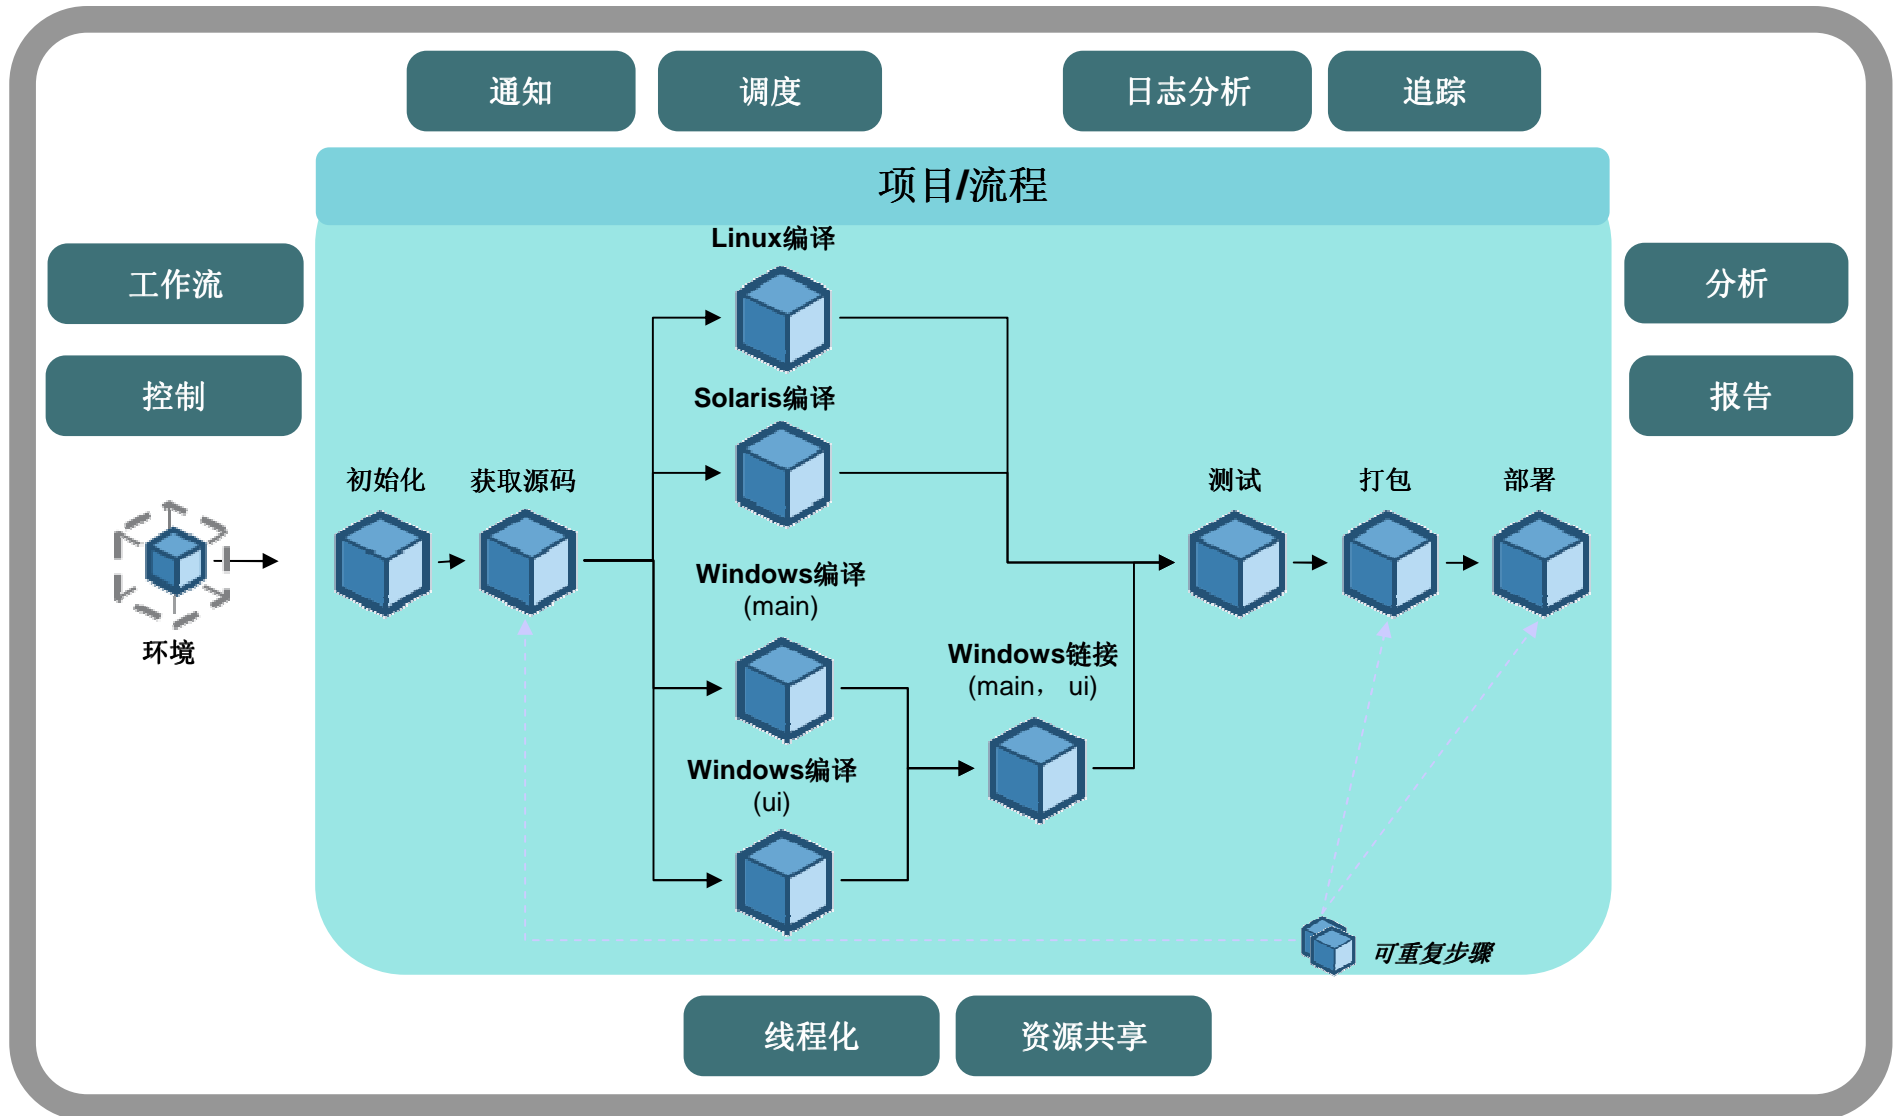 通知
调度
日志分析
追踪
项目/流程
Linux编译
工作流
分析
控制
Solaris编译
报告
初始化
获取源码
测试
打包
部署
Windows编译
(main)
环境
Windows链接
(main， ui)
Windows编译
(ui)
可重复步骤
线程化
资源共享